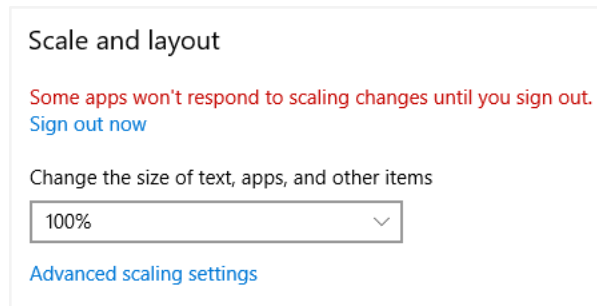 Scale and layout
Some apps won't respond to scaling changes until you sign out.
Sign out now
Change the size of text, apps, and other items
100%
Advanced scaling settings